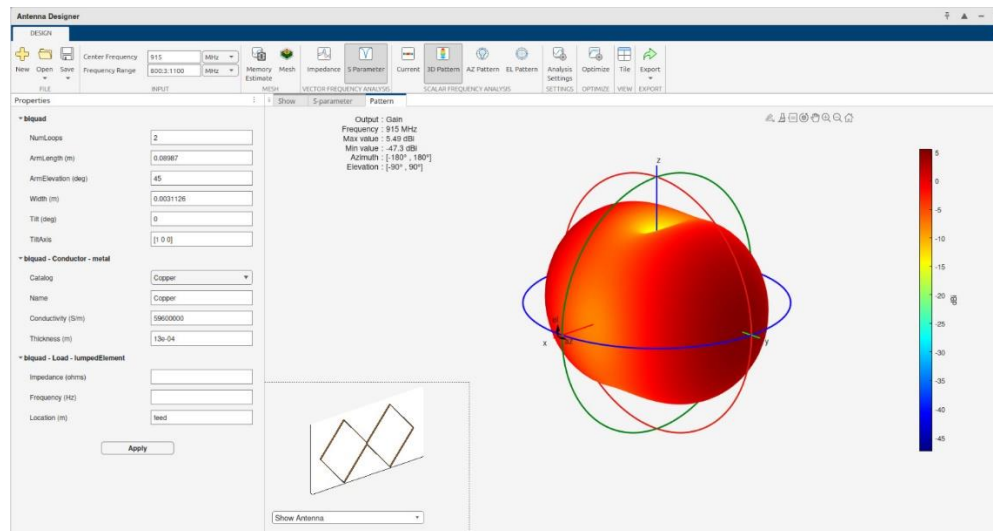 Antenna Designer
DESIGN
New
Open
Save
FILE
Center Frequency 915 MHz
Frequency Range 800:3:1100 MHz
INPUT
Memory Estimate
Mesh
MESH
Impedance
S Parameter
VECTOR FREQUENCY ANALYSIS
Current
3D Pattern
AZ Pattern
EL Pattern
SCALAR FREQUENCY ANALYSIS
Analysis Settings
SETTINGS
Optimize
OPTIMIZE
Tile
VIEW
Export
EXPORT
Properties
Show
S-parameter
Pattern
biquad
NumLoops 2
ArmLength (m) 0.08987
ArmElevation (deg) 45
Width (m) 0.0031126
Tilt (deg) 0
TiltAxis [1 0 0]
biquad - Conductor - metal
Catalog Copper
Name Copper
Conductivity (S/m) 59600000
Thickness (m) 13e-04
biquad - Load - lumpedElement
Impedance (ohms)
Frequency (Hz)
Location (m) feed
Apply
Output : Gain
Frequency : 915 MHz
Max value : 5.49 dBi
Min value : -47.3 dBi
Azimuth : [-180° , 180°]
Elevation : [-90° , 90°]
z
x
y
5
0
-5
-10
-15
-20
-25
-30
-35
-40
-45
dBi
Show Antenna